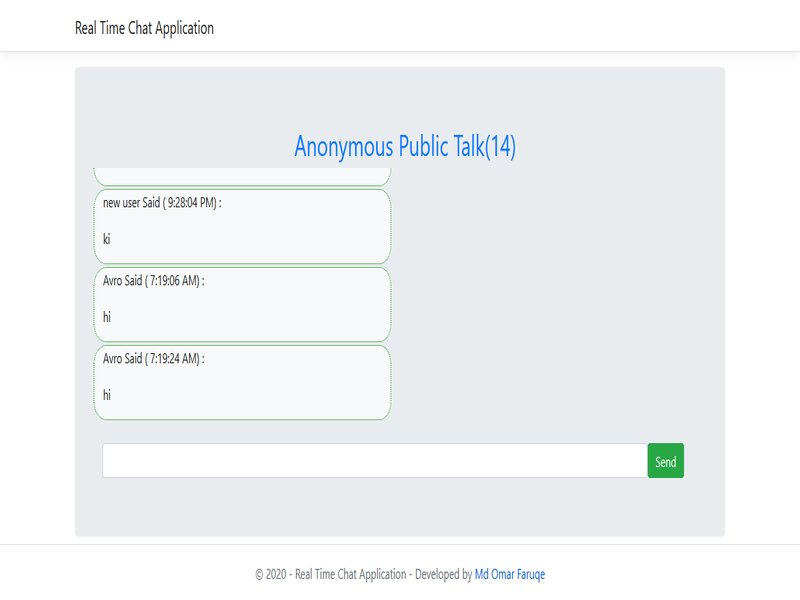 Real Time Chat Application
Anonymous Public Talk(14)
new user Said ( 9:28:04 PM) :
ki
Avro Said ( 7:19:06 AM) :
hi
Avro Said ( 7:19:24 AM) :
hi
Send
© 2020 - Real Time Chat Application - Developed by Md Omar Faruqe